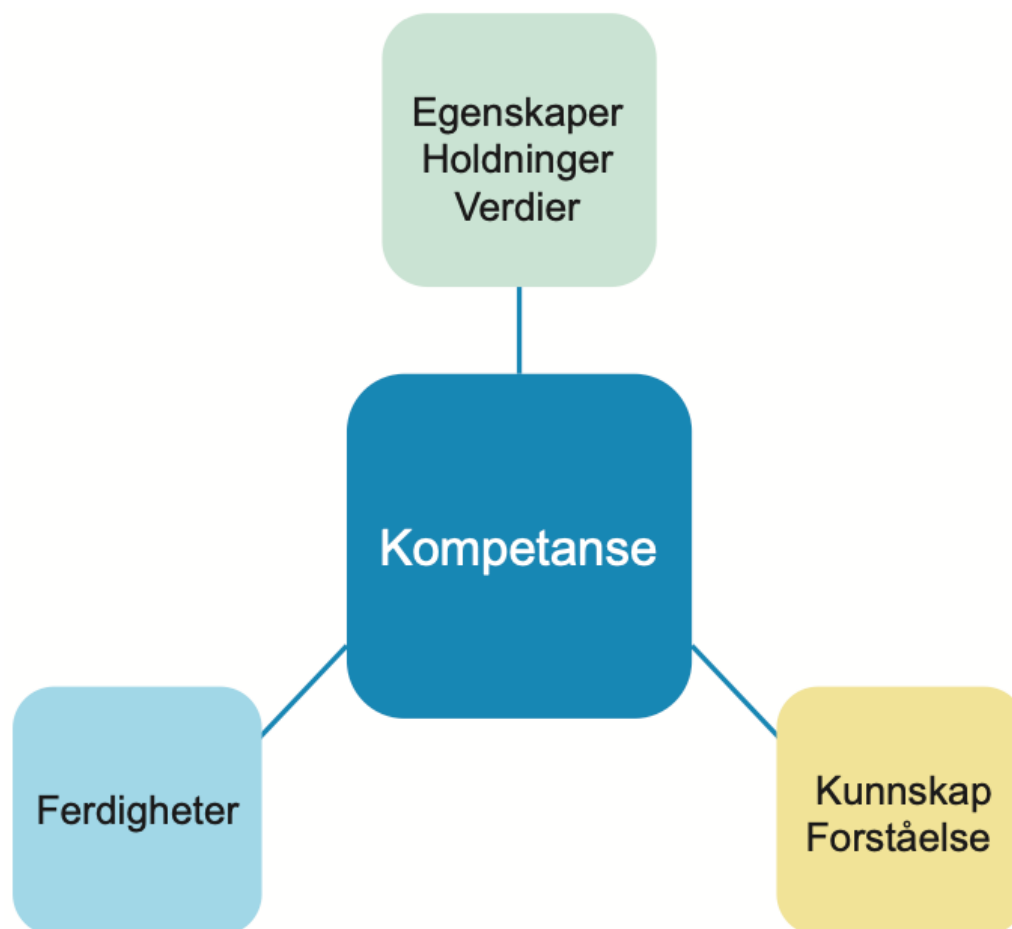 Egenskaper
Holdninger
Verdier
Kompetanse
Ferdigheter
Kunnskap
Forståelse